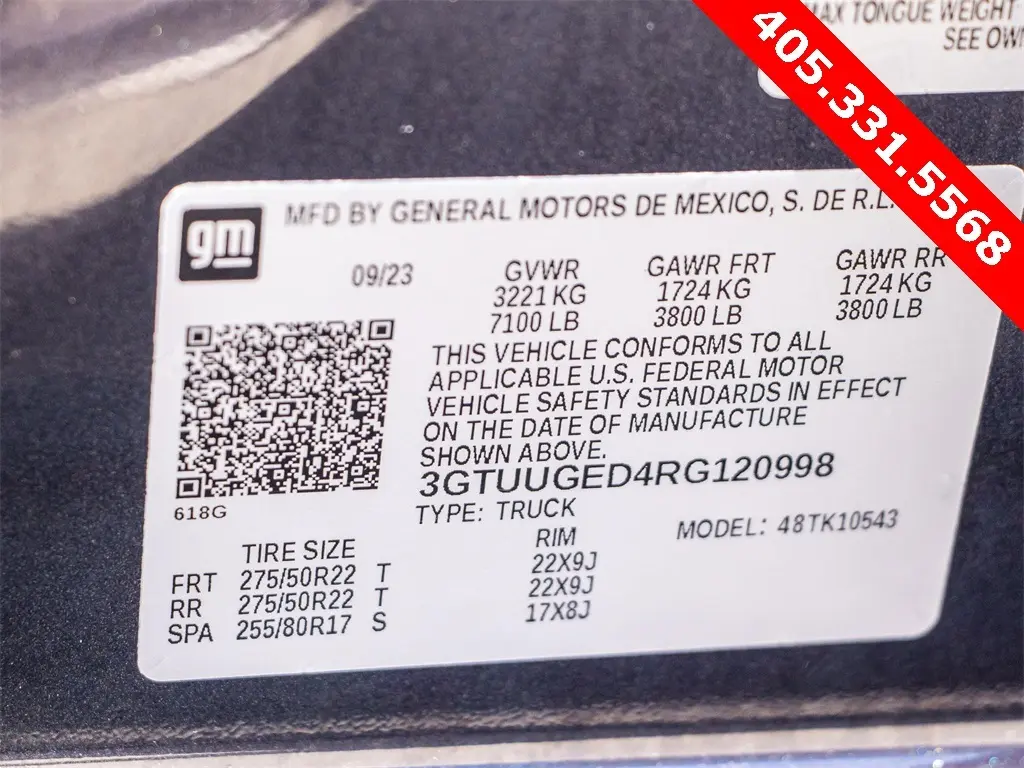 MAX TONGUE WEIGHT
SEE
405.331.5568
gm
MFD BY GENERAL MOTORS DE MEXICO, S. DE R.L.
09/23
GVWR GAWR FRT GAWR RR
3221 KG 1724 KG 1724 KG
7100 LB 3800 LB 3800 LB
THIS VEHICLE CONFORMS TO ALL
APPLICABLE U.S. FEDERAL MOTOR
VEHICLE SAFETY STANDARDS IN EFFECT
ON THE DATE OF MANUFACTURE
SHOWN ABOVE.
3GTUUGED4RG120998
618G
TYPE: TRUCK
MODEL: 48TK10543
TIRE SIZE RIM
FRT 275/50R22 T 22X9J
RR 275/50R22 T 22X9J
SPA 255/80R17 S 17X8J